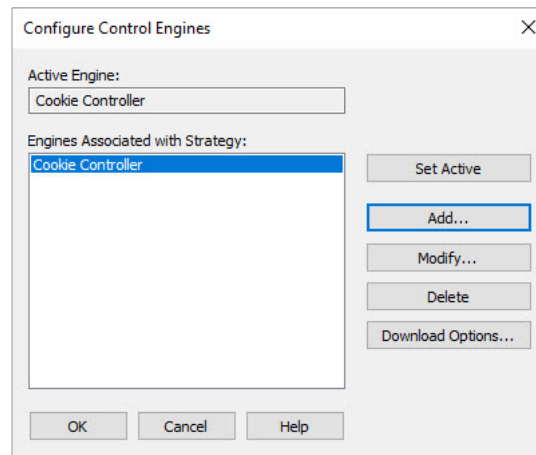 Configure Control Engines
Active Engine:
Cookie Controller
Engines Associated with Strategy:
Cookie Controller
Set Active
Add...
Modify...
Delete
Download Options...
OK
Cancel
Help